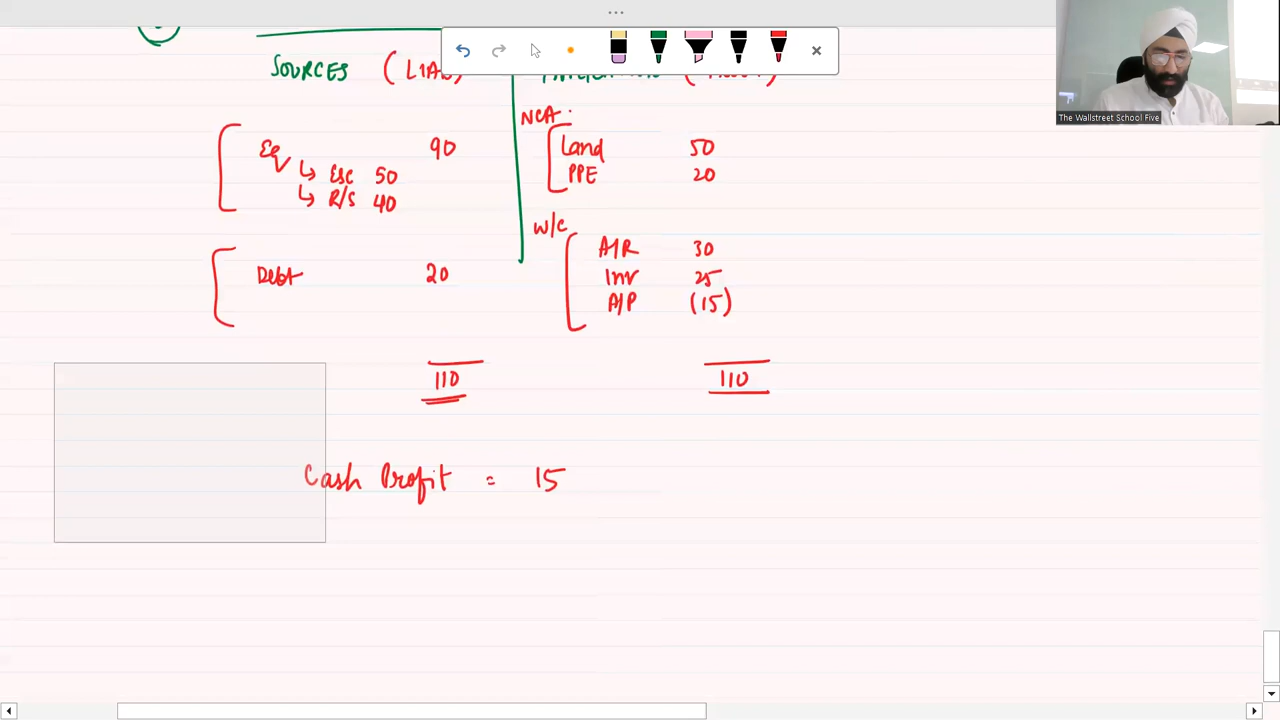 SOURCES (LIAB)
The Wallstreet School Five
Eq 90
↳ Esc 50
↳ R/S 40
Debt 20
110
NCA
Land 50
PPE 20
W/C
A/R 30
Inv 25
A/P (15)
110
Cash Profit = 15